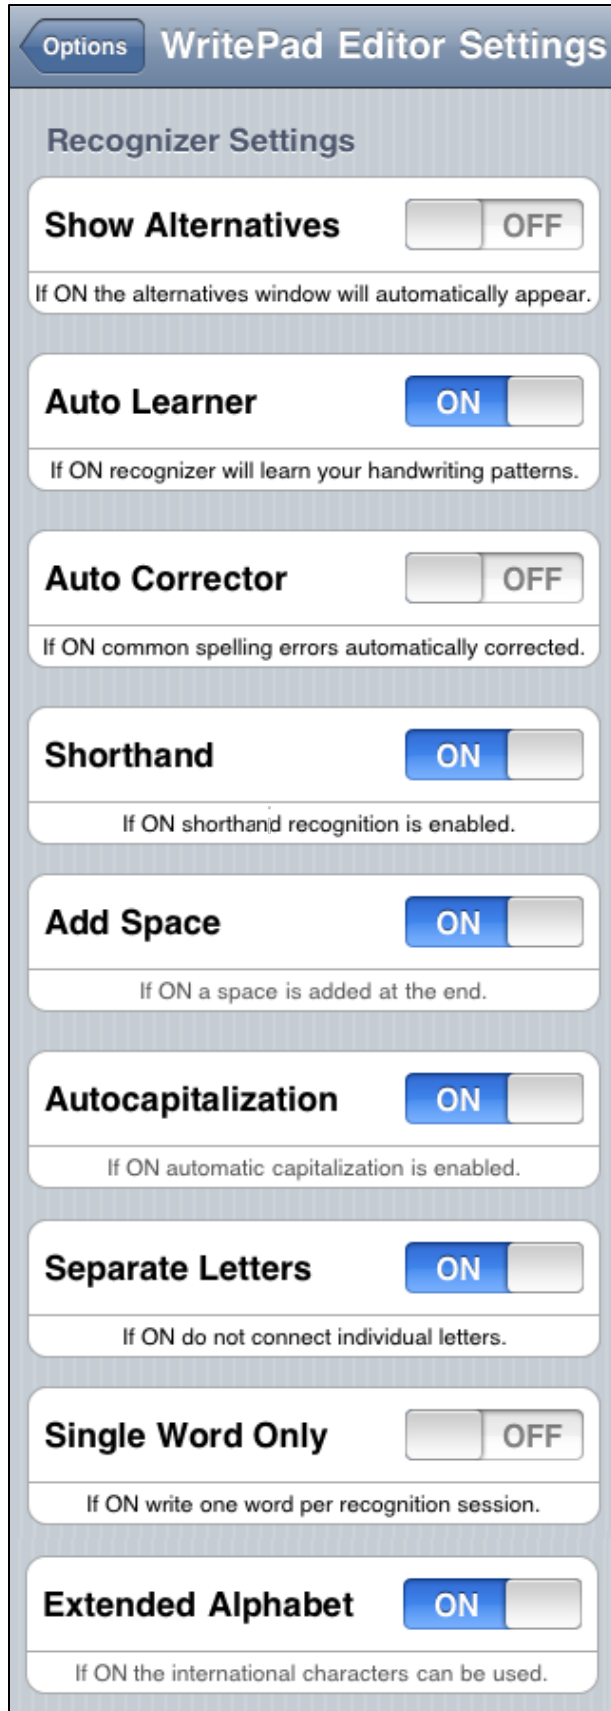 Options WritePad Editor Settings
Recognizer Settings
Show Alternatives OFF
If ON the alternatives window will automatically appear.
Auto Learner ON
If ON recognizer will learn your handwriting patterns.
Auto Corrector OFF
If ON common spelling errors automatically corrected.
Shorthand ON
If ON shorthand recognition is enabled.
Add Space ON
If ON a space is added at the end.
Autocapitalization ON
If ON automatic capitalization is enabled.
Separate Letters ON
If ON do not connect individual letters.
Single Word Only OFF
If ON write one word per recognition session.
Extended Alphabet ON
If ON the international characters can be used.